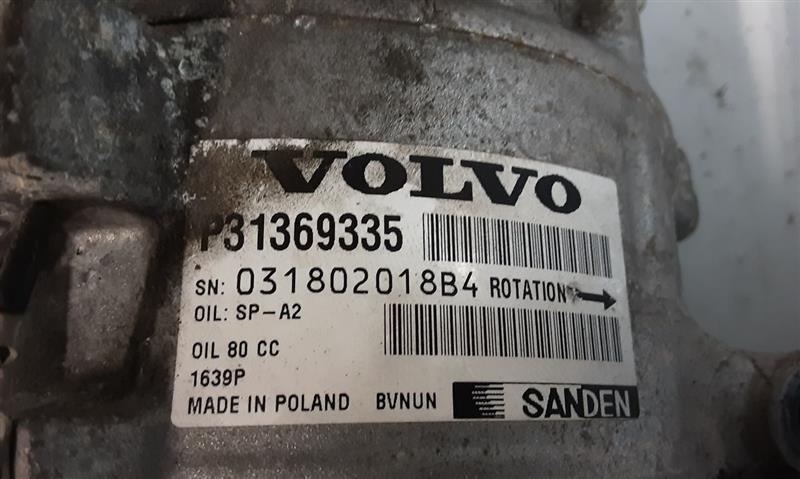 VOLVO
P31369335
SN: 031802018B4 ROTATION →
OIL: SP-A2
OIL 80 CC
1639P
MADE IN POLAND BVNUN SANDEN